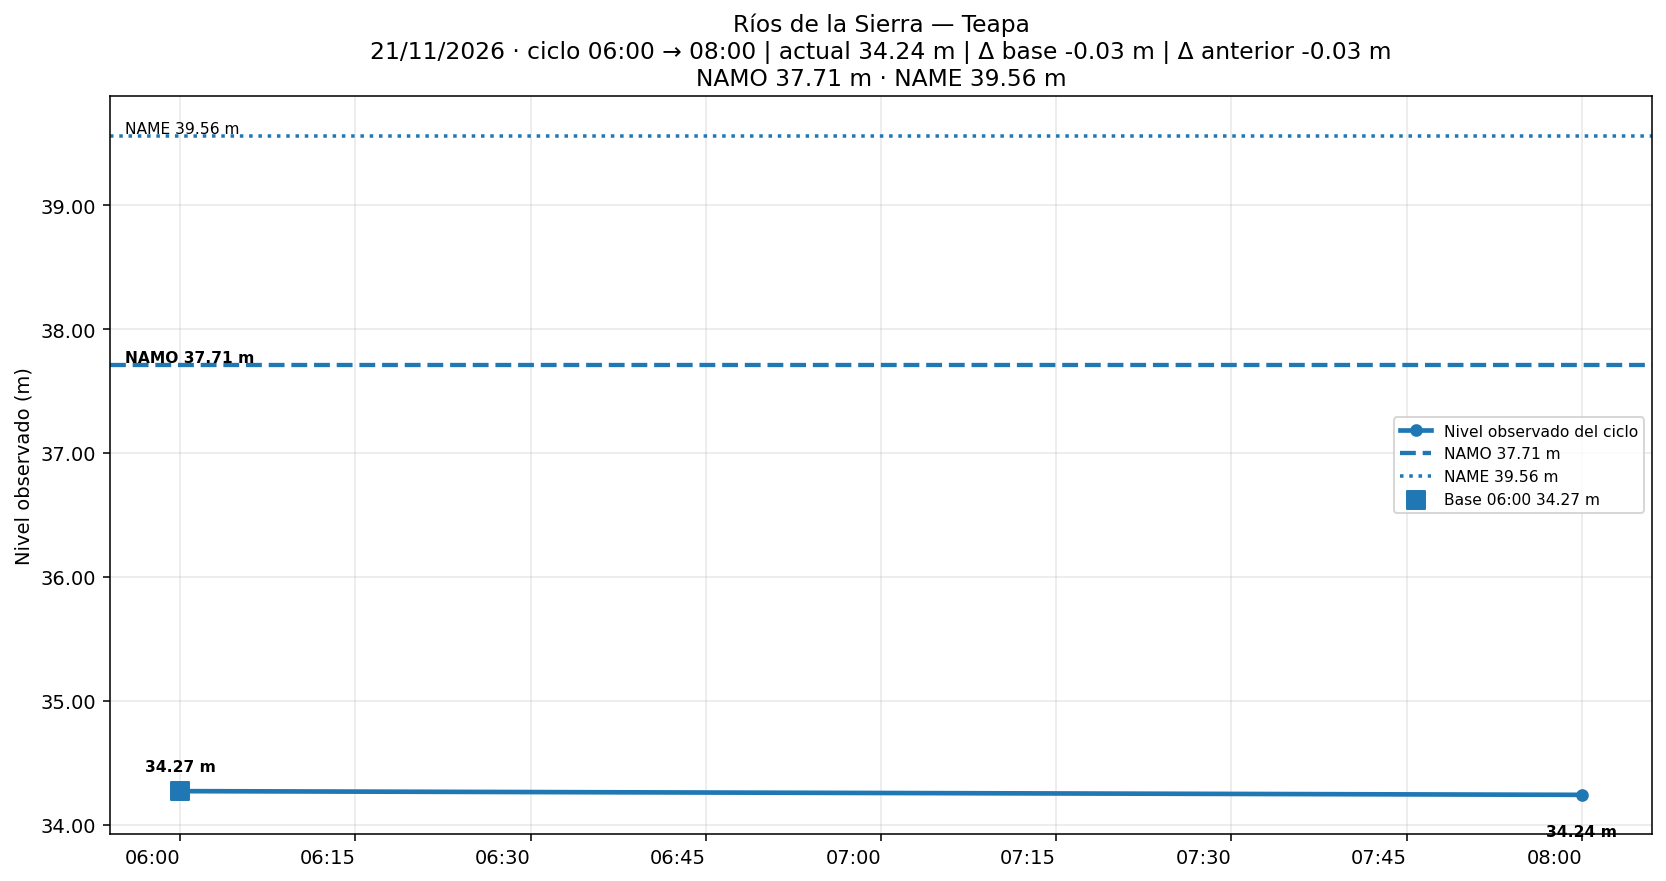 Ríos de la Sierra — Teapa
21/11/2026 · ciclo 06:00 → 08:00 | actual 34.24 m | Δ base -0.03 m | Δ anterior -0.03 m
NAMO 37.71 m · NAME 39.56 m
NAME 39.56 m
39.00
38.00
NAMO 37.71 m
37.00
36.00
35.00
34.00
Nivel observado (m)
Nivel observado del ciclo
NAMO 37.71 m
NAME 39.56 m
Base 06:00 34.27 m
34.27 m
34.24 m
06:00
06:15
06:30
06:45
07:00
07:15
07:30
07:45
08:00